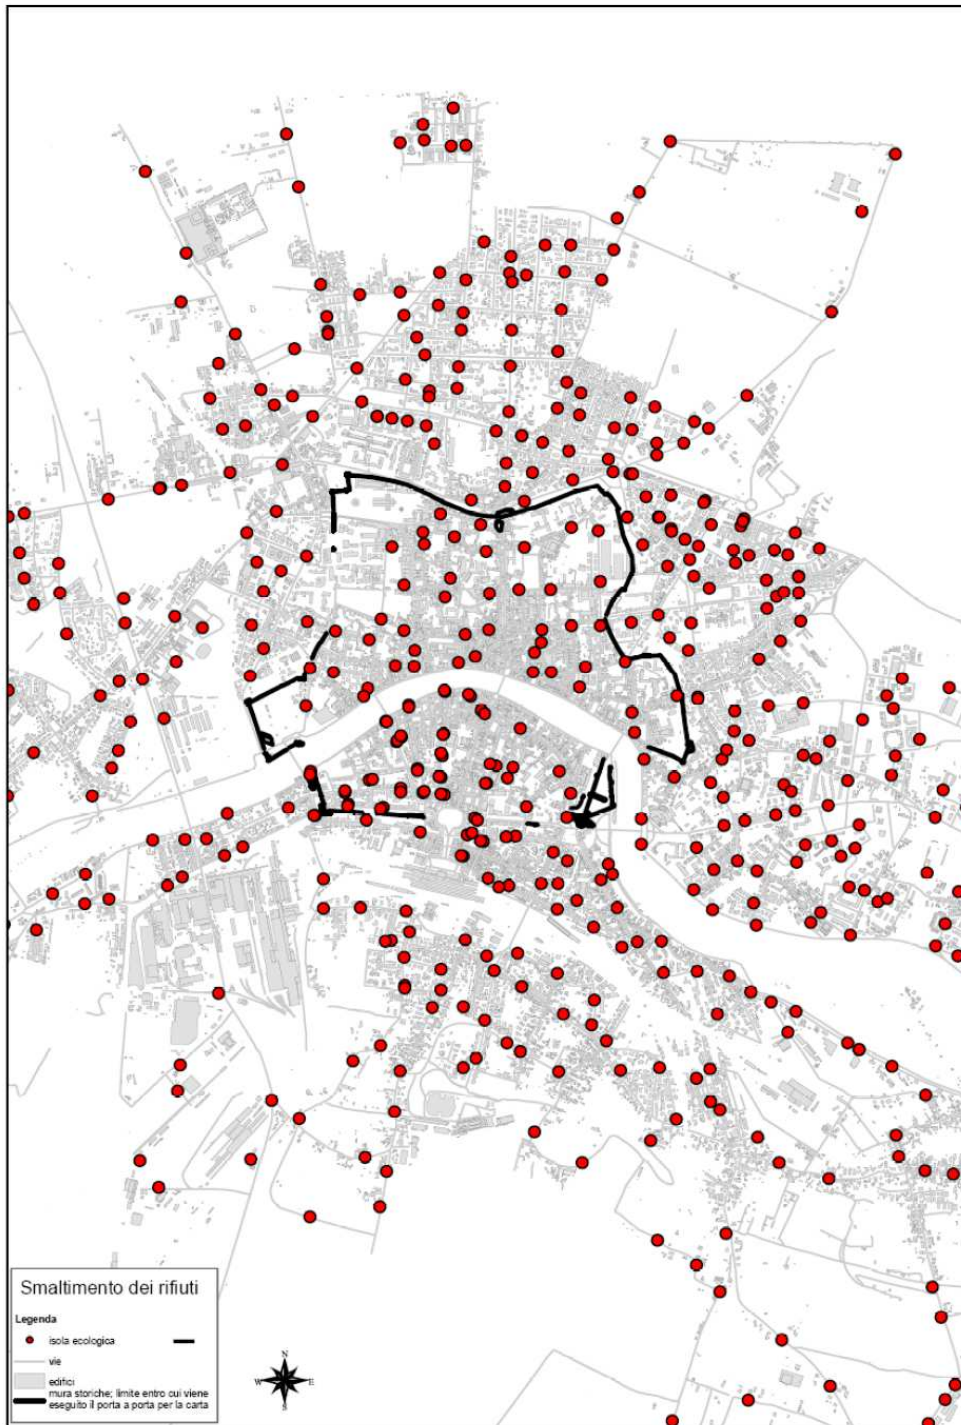 Smaltimento dei rifiuti
Legenda
isola ecologica
vie
edifici
mura storiche; limite entro cui viene
eseguito il porta a porta per la carta
N
W E
S